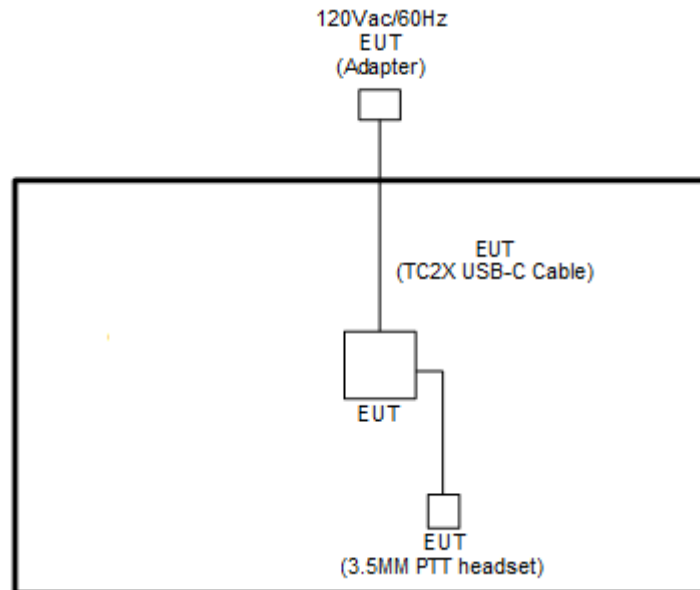 120Vac/60Hz
EUT
(Adapter)
EUT
(TC2X USB-C Cable)
EUT
EUT
(3.5MM PTT headset)